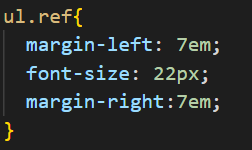 ul.ref{
  margin-left: 7em;
  font-size: 22px;
  margin-right:7em;
}